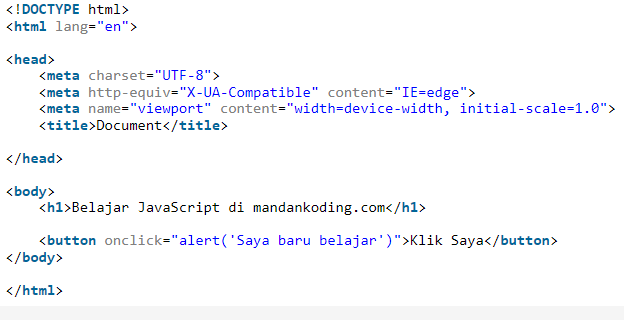 <!DOCTYPE html>
<html lang="en">
<head>
<meta charset="UTF-8">
<meta http-equiv="X-UA-Compatible" content="IE=edge">
<meta name="viewport" content="width=device-width, initial-scale=1.0">
<title>Document</title>
</head>
<body>
<h1>Belajar JavaScript di mandankoding.com</h1>
<button onclick="alert('Saya baru belajar')">Klik Saya</button>
</body>
</html>